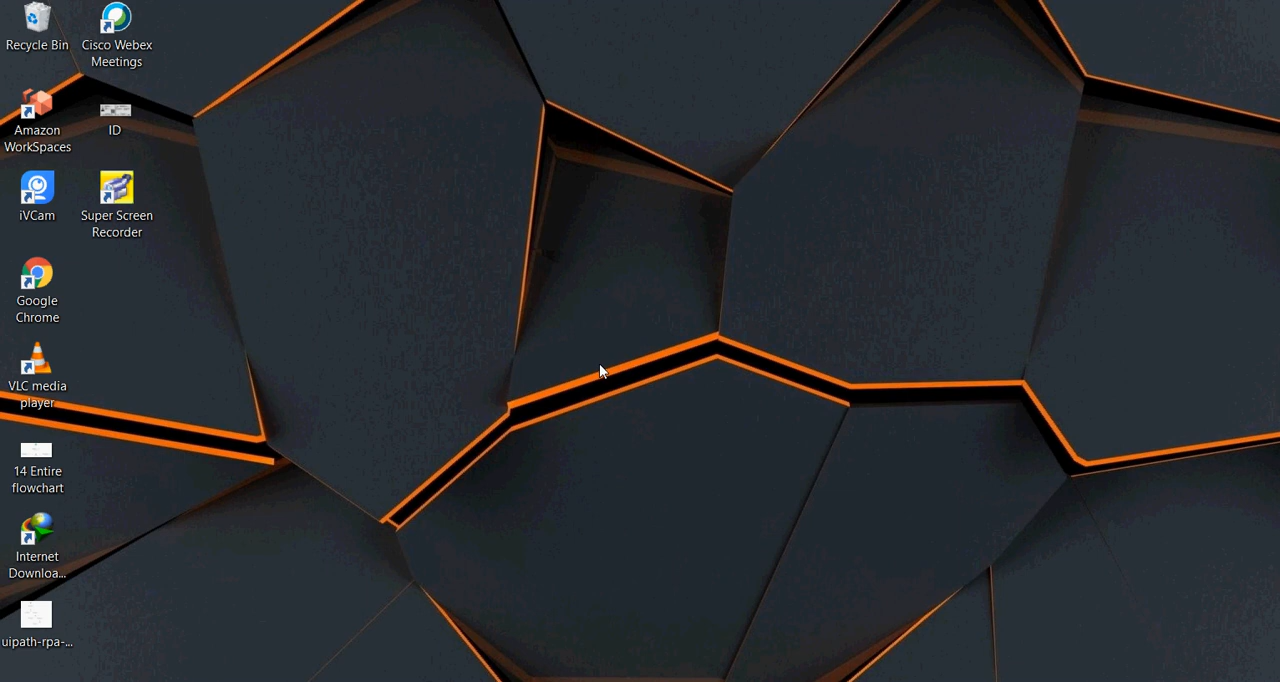 Recycle Bin
Cisco Webex
Meetings
Amazon
WorkSpaces
ID
iVCam
Super Screen
Recorder
Google
Chrome
VLC media
player
14 Entire
flowchart
Internet
Downloa...
uipath-rpa-...